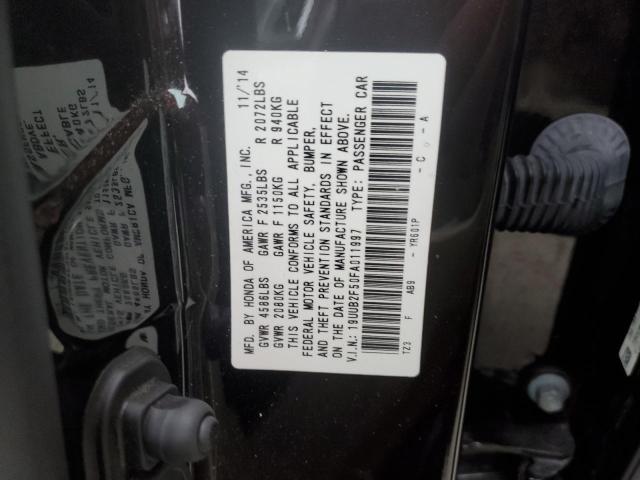 MFD. BY HONDA OF AMERICA MFG., INC. 11/14
GVWR 4586LBS GAWR F 2535LBS R 2072LBS
GVWR 2080KG GAWR F 1150KG R 940KG
THIS VEHICLE CONFORMS TO ALL APPLICABLE
FEDERAL MOTOR VEHICLE SAFETY, BUMPER,
AND THEFT PREVENTION STANDARDS IN EFFECT
ON THE DATE OF MANUFACTURE SHOWN ABOVE.
V.I.N.: 19UUB2F50FA011997 TYPE: PASSENGER CAR
TZ3 F AB9 - YR601P - C - A